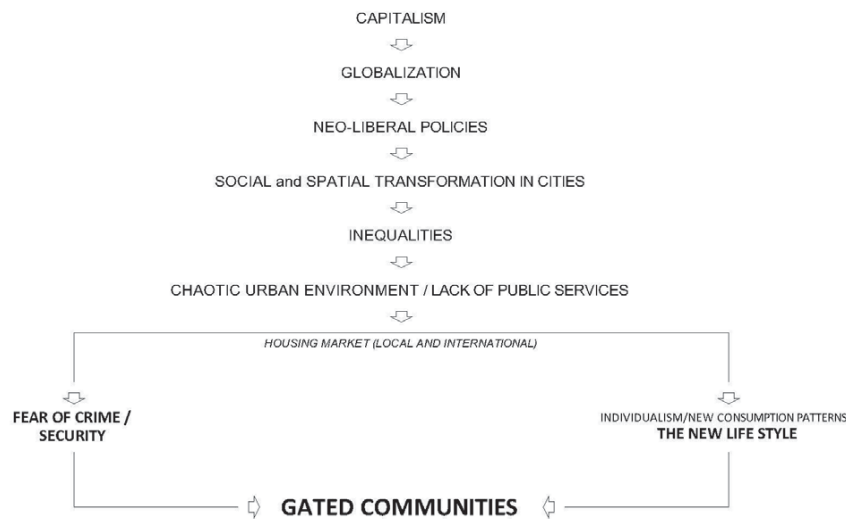 CAPITALISM
GLOBALIZATION
NEO-LIBERAL POLICIES
SOCIAL and SPATIAL TRANSFORMATION IN CITIES
INEQUALITIES
CHAOTIC URBAN ENVIRONMENT / LACK OF PUBLIC SERVICES
HOUSING MARKET (LOCAL AND INTERNATIONAL)
FEAR OF CRIME /
SECURITY
INDIVIDUALISM/NEW CONSUMPTION PATTERNS
THE NEW LIFE STYLE
GATED COMMUNITIES